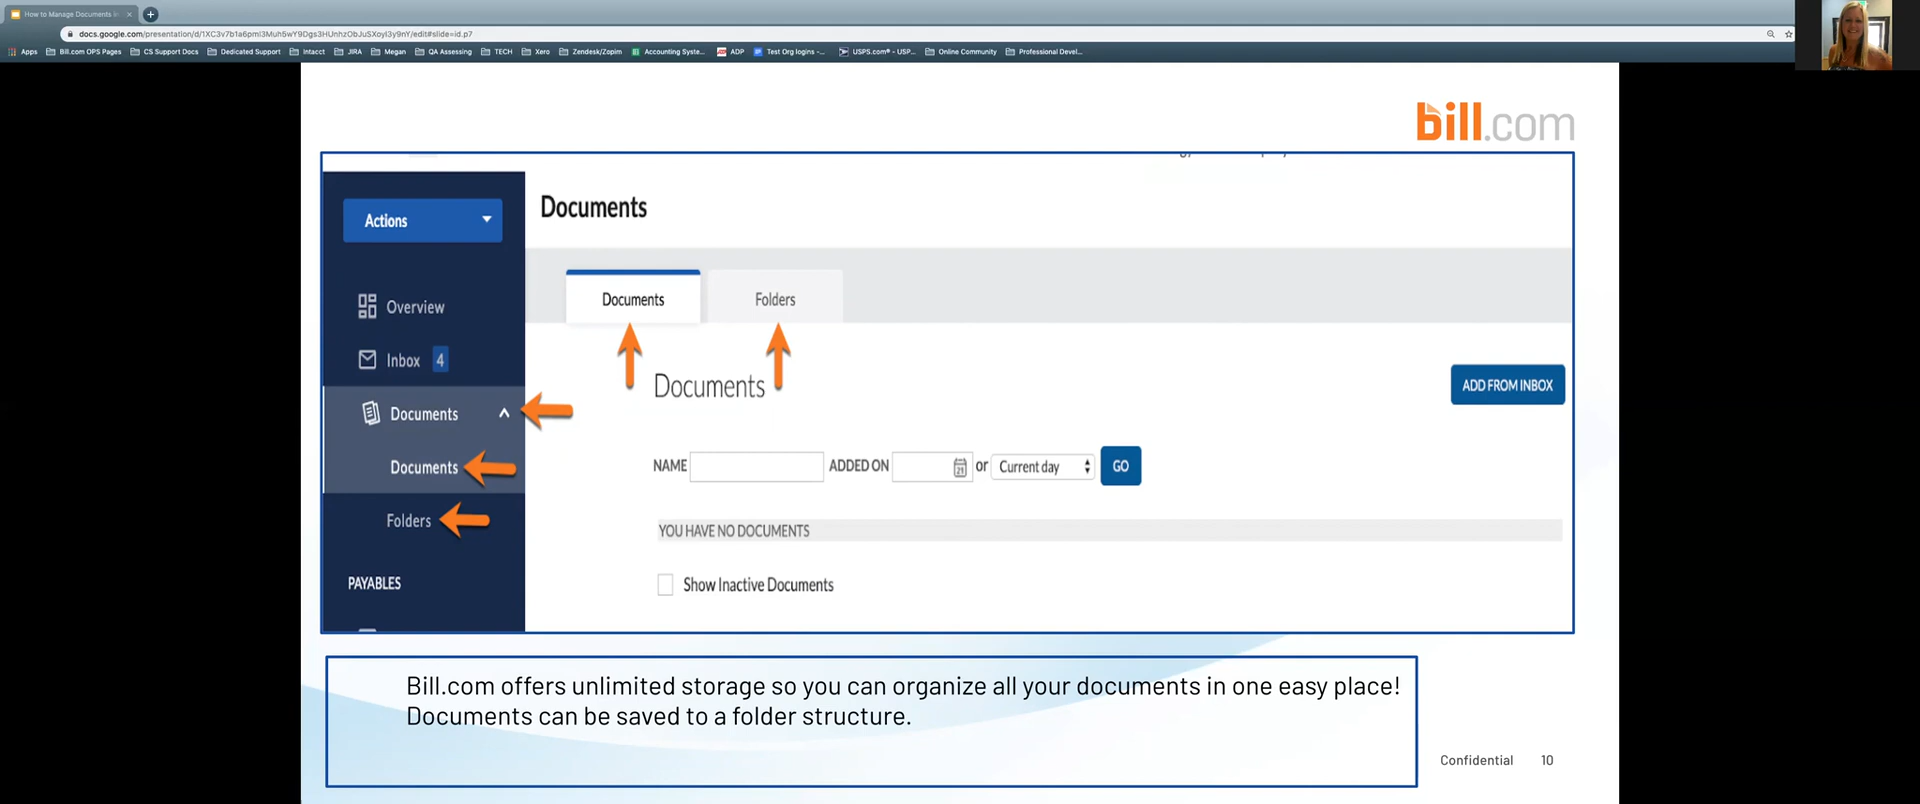 How to Manage Documents in
docs.google.com/presentation/d/1XC3v7b1a6pmI3Muh5wY9Dgs3HUnhzObJuSXoyI3y9nY/edit#slide=id.p7
Apps Bill.com OPS Pages CS Support Docs Dedicated Support Intacct JIRA Megan QA Assessing TECH Xero Zendesk/Zopim Accounting Syste... ADP Test Org logins -... USPS.com® - USP... Online Community Professional Devel...
bill.com
Actions
Documents
Documents Folders
Overview
Inbox 4
Documents
ADD FROM INBOX
Documents
Documents
NAME ADDED ON 21 or Current day GO
Folders
YOU HAVE NO DOCUMENTS
PAYABLES
Show Inactive Documents
Bill.com offers unlimited storage so you can organize all your documents in one easy place!
Documents can be saved to a folder structure.
Confidential 10